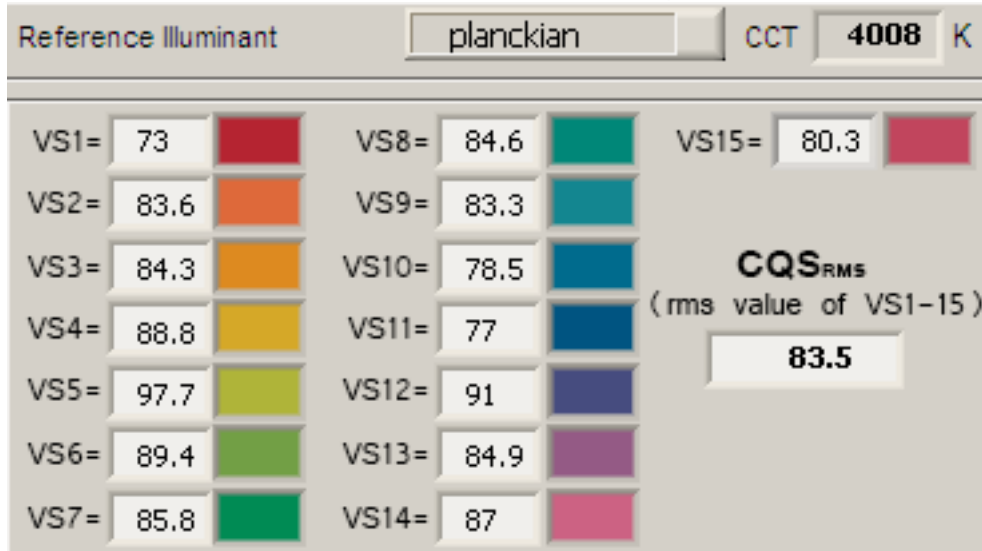 Reference Illuminant planckian CCT 4008 K
VS1= 73 VS8= 84.6 VS15= 80.3
VS2= 83.6 VS9= 83.3
VS3= 84.3 VS10= 78.5 CQSRMS
(rms value of VS1-15)
VS4= 88.8 VS11= 77
83.5
VS5= 97.7 VS12= 91
VS6= 89.4 VS13= 84.9
VS7= 85.8 VS14= 87